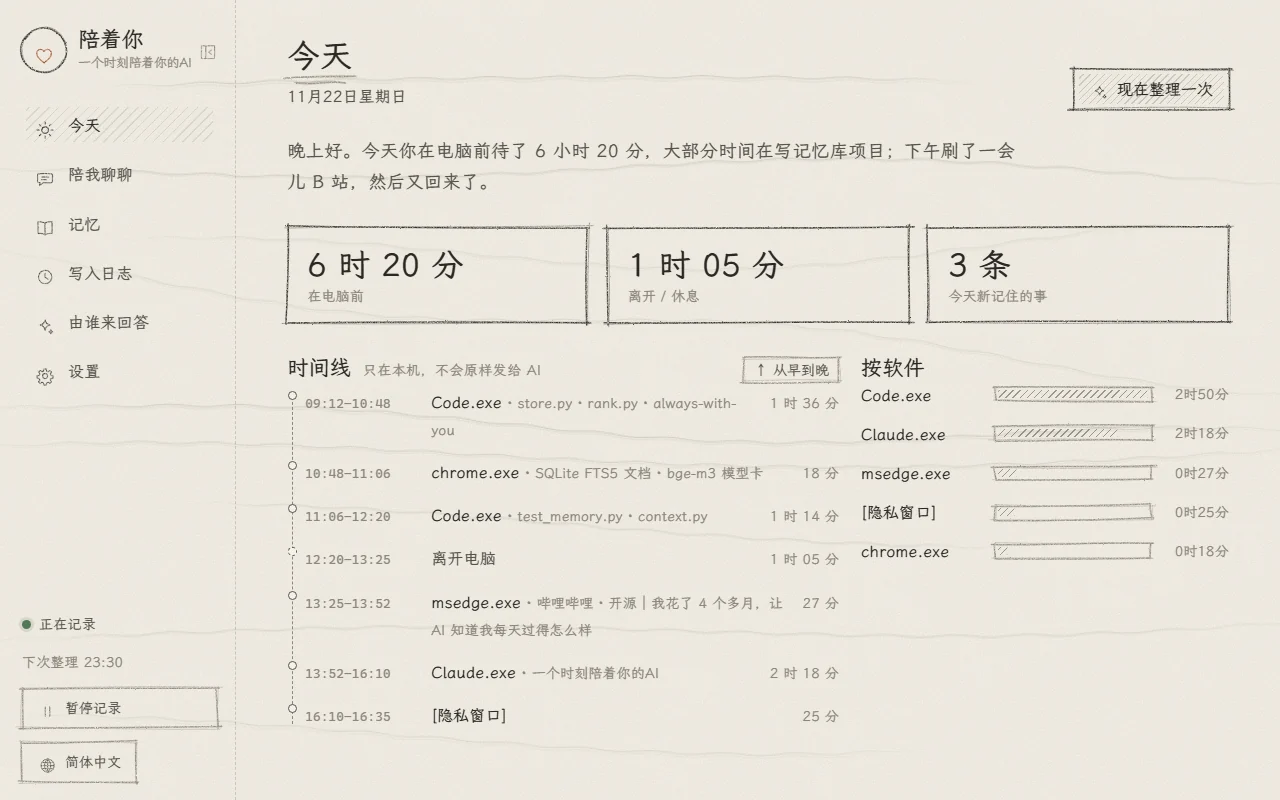 陪着你
一个时刻陪着你的AI
今天
陪我聊聊
记忆
写入日志
由谁来回答
设置
正在记录
下次整理 23:30
暂停记录
简体中文
今天
11月22日星期日
现在整理一次
晚上好。今天你在电脑前待了 6 小时 20 分，大部分时间在写记忆库项目；下午刷了一会
儿 B 站，然后又回来了。
6 时 20 分
在电脑前
1 时 05 分
离开 / 休息
3 条
今天新记住的事
时间线 只在本机，不会原样发给 AI
↑ 从早到晚
09:12–10:48 Code.exe · store.py · rank.py · always-with- 1 时 36 分
you
10:48–11:06 chrome.exe · SQLite FTS5 文档 · bge-m3 模型卡 18 分
11:06–12:20 Code.exe · test_memory.py · context.py 1 时 14 分
12:20–13:25 离开电脑 1 时 05 分
13:25–13:52 msedge.exe · 哔哩哔哩 · 开源｜我花了 4 个多月，让 27 分
AI 知道我每天过得怎么样
13:52–16:10 Claude.exe · 一个时刻陪着你的AI 2 时 18 分
16:10–16:35 [隐私窗口] 25 分
按软件
Code.exe 2时50分
Claude.exe 2时18分
msedge.exe 0时27分
[隐私窗口] 0时25分
chrome.exe 0时18分